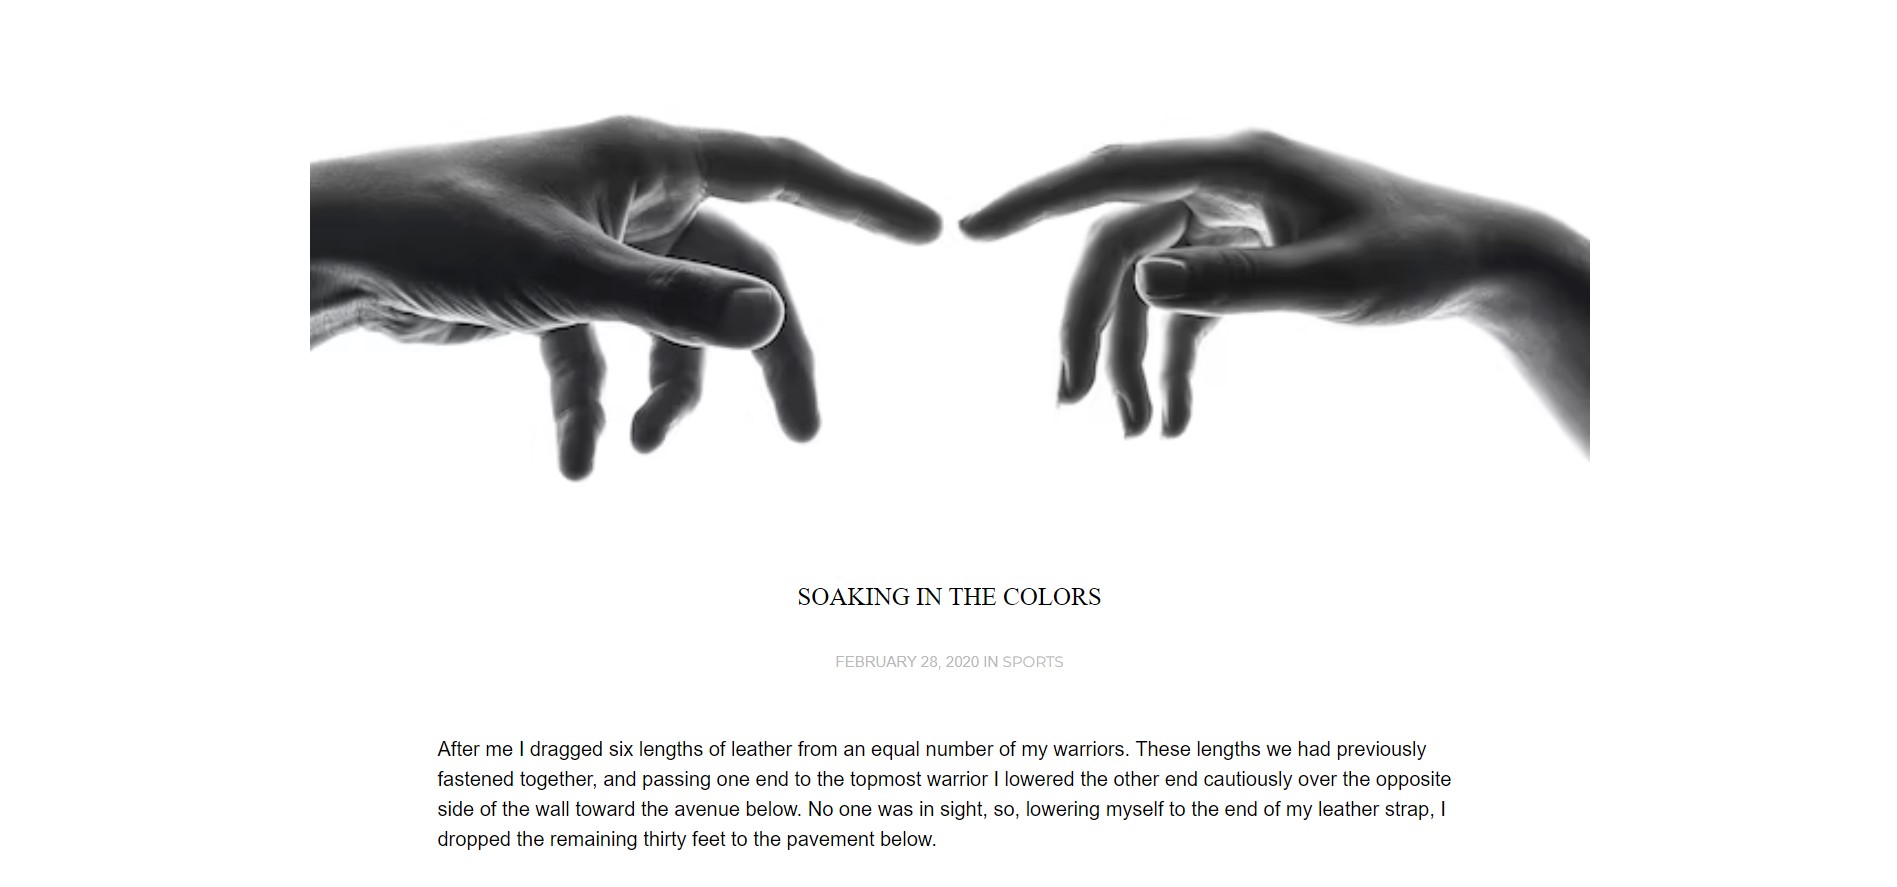 SOAKING IN THE COLORS
FEBRUARY 28, 2020 IN SPORTS
After me I dragged six lengths of leather from an equal number of my warriors. These lengths we had previously
fastened together, and passing one end to the topmost warrior I lowered the other end cautiously over the opposite
side of the wall toward the avenue below. No one was in sight, so, lowering myself to the end of my leather strap, I
dropped the remaining thirty feet to the pavement below.